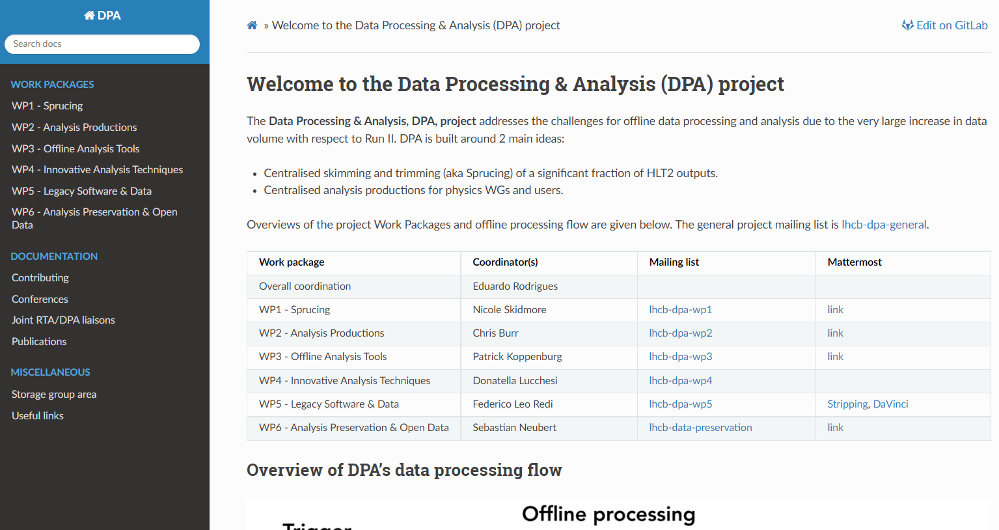 DPA
Search docs
WORK PACKAGES
WP1 - Sprucing
WP2 - Analysis Productions
WP3 - Offline Analysis Tools
WP4 - Innovative Analysis Techniques
WP5 - Legacy Software & Data
WP6 - Analysis Preservation & Open
Data
DOCUMENTATION
Contributing
Conferences
Joint RTA/DPA liaisons
Publications
MISCELLANEOUS
Storage group area
Useful links
» Welcome to the Data Processing & Analysis (DPA) project
Edit on GitLab
Welcome to the Data Processing & Analysis (DPA) project
The Data Processing & Analysis, DPA, project addresses the challenges for offline data processing and analysis due to the very large increase in data
volume with respect to Run II. DPA is built around 2 main ideas:
• Centralised skimming and trimming (aka Sprucing) of a significant fraction of HLT2 outputs.
• Centralised analysis productions for physics WGs and users.
Overviews of the project Work Packages and offline processing flow are given below. The general project mailing list is lhcb-dpa-general.
Work package Coordinator(s) Mailing list Mattermost
Overall coordination Eduardo Rodrigues
WP1 - Sprucing Nicole Skidmore lhcb-dpa-wp1 link
WP2 - Analysis Productions Chris Burr lhcb-dpa-wp2 link
WP3 - Offline Analysis Tools Patrick Koppenburg lhcb-dpa-wp3 link
WP4 - Innovative Analysis Techniques Donatella Lucchesi lhcb-dpa-wp4
WP5 - Legacy Software & Data Federico Leo Redi lhcb-dpa-wp5 Stripping, DaVinci
WP6 - Analysis Preservation & Open Data Sebastian Neubert lhcb-data-preservation link
Overview of DPA's data processing flow
Offline processing
Trigger